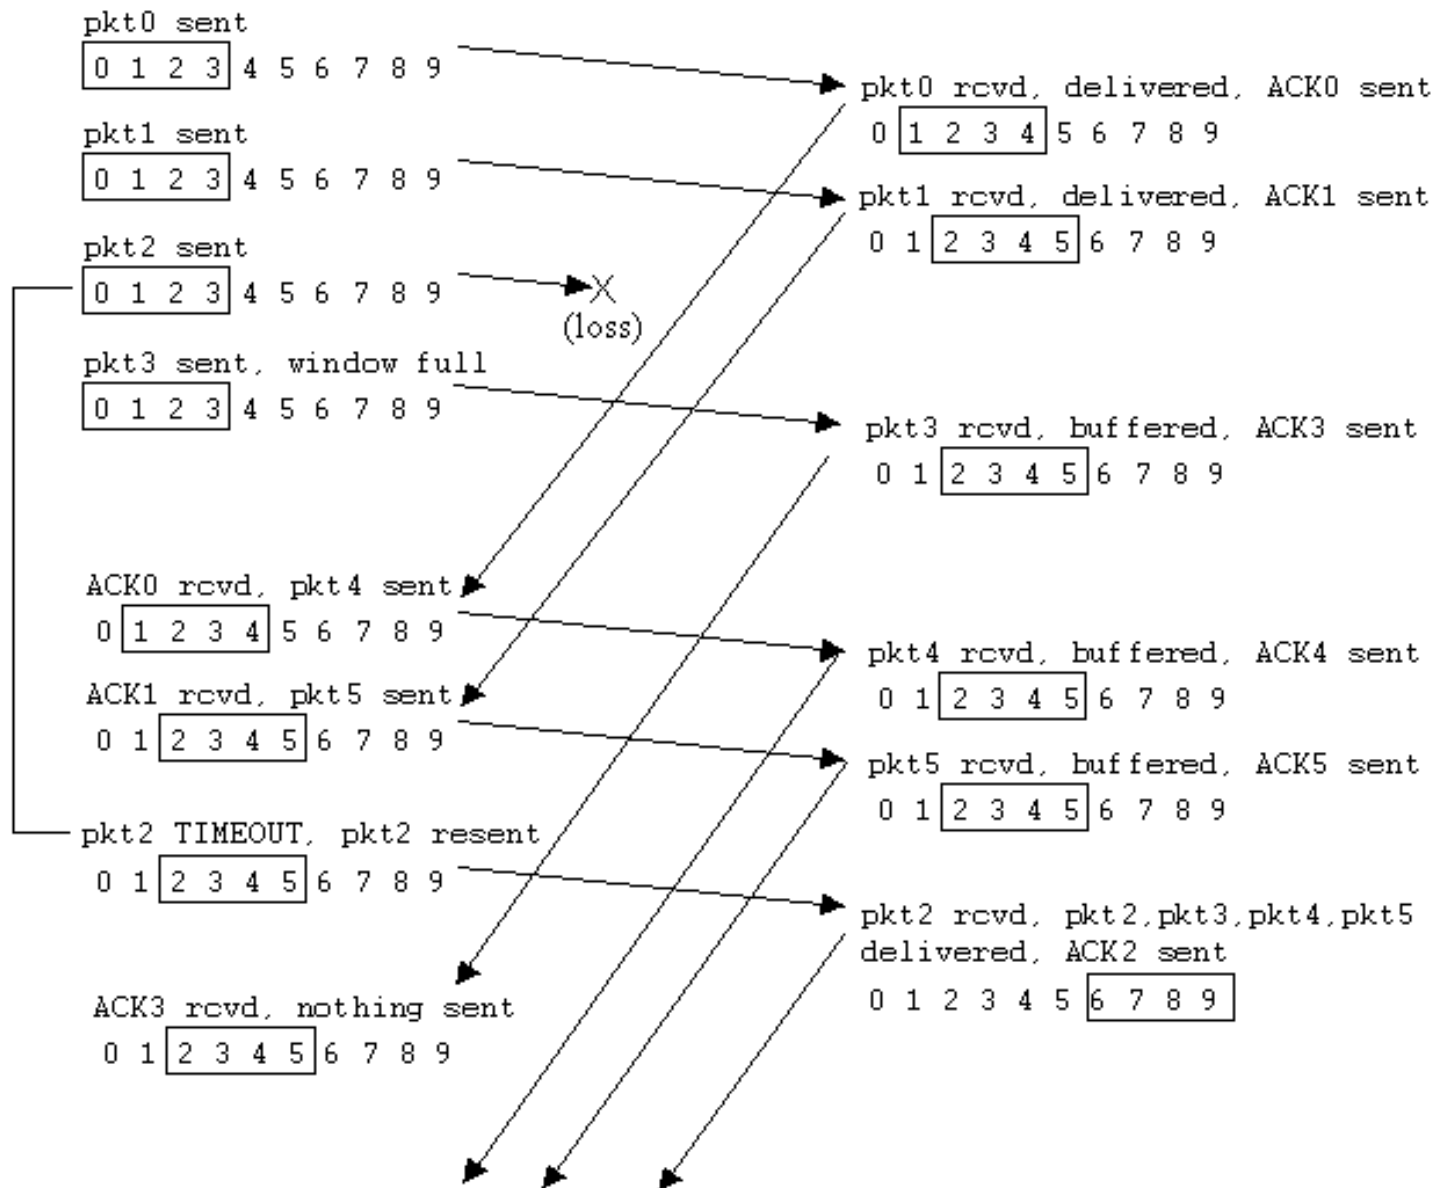 pkt0 sent
0 1 2 3 4 5 6 7 8 9
pkt1 sent
0 1 2 3 4 5 6 7 8 9
pkt2 sent
0 1 2 3 4 5 6 7 8 9
pkt3 sent, window full
0 1 2 3 4 5 6 7 8 9
ACK0 rcvd, pkt4 sent
0 1 2 3 4 5 6 7 8 9
ACK1 rcvd, pkt5 sent
0 1 2 3 4 5 6 7 8 9
pkt2 TIMEOUT, pkt2 resent
0 1 2 3 4 5 6 7 8 9
ACK3 rcvd, nothing sent
0 1 2 3 4 5 6 7 8 9
X
(loss)
pkt0 rcvd, delivered, ACK0 sent
0 1 2 3 4 5 6 7 8 9
pkt1 rcvd, delivered, ACK1 sent
0 1 2 3 4 5 6 7 8 9
pkt3 rcvd, buffered, ACK3 sent
0 1 2 3 4 5 6 7 8 9
pkt4 rcvd, buffered, ACK4 sent
0 1 2 3 4 5 6 7 8 9
pkt5 rcvd, buffered, ACK5 sent
0 1 2 3 4 5 6 7 8 9
pkt2 rcvd, pkt2,pkt3,pkt4,pkt5
delivered, ACK2 sent
0 1 2 3 4 5 6 7 8 9